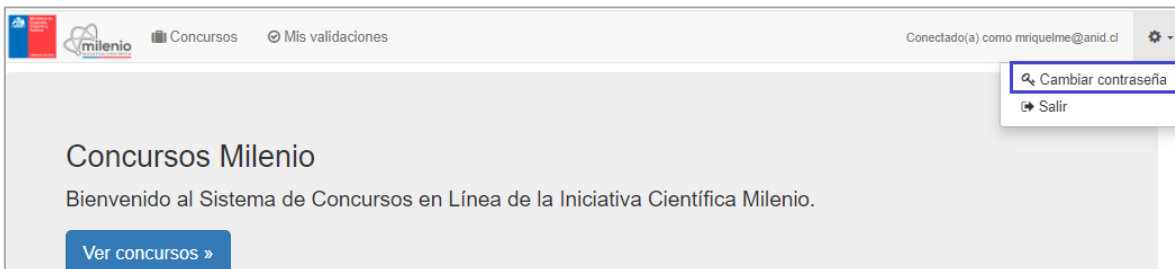 milenio
Concursos
Mis validaciones
Conectado(a) como mriquelme@anid.cl
Cambiar contraseña
Salir
Concursos Milenio
Bienvenido al Sistema de Concursos en Línea de la Iniciativa Científica Milenio.
Ver concursos »